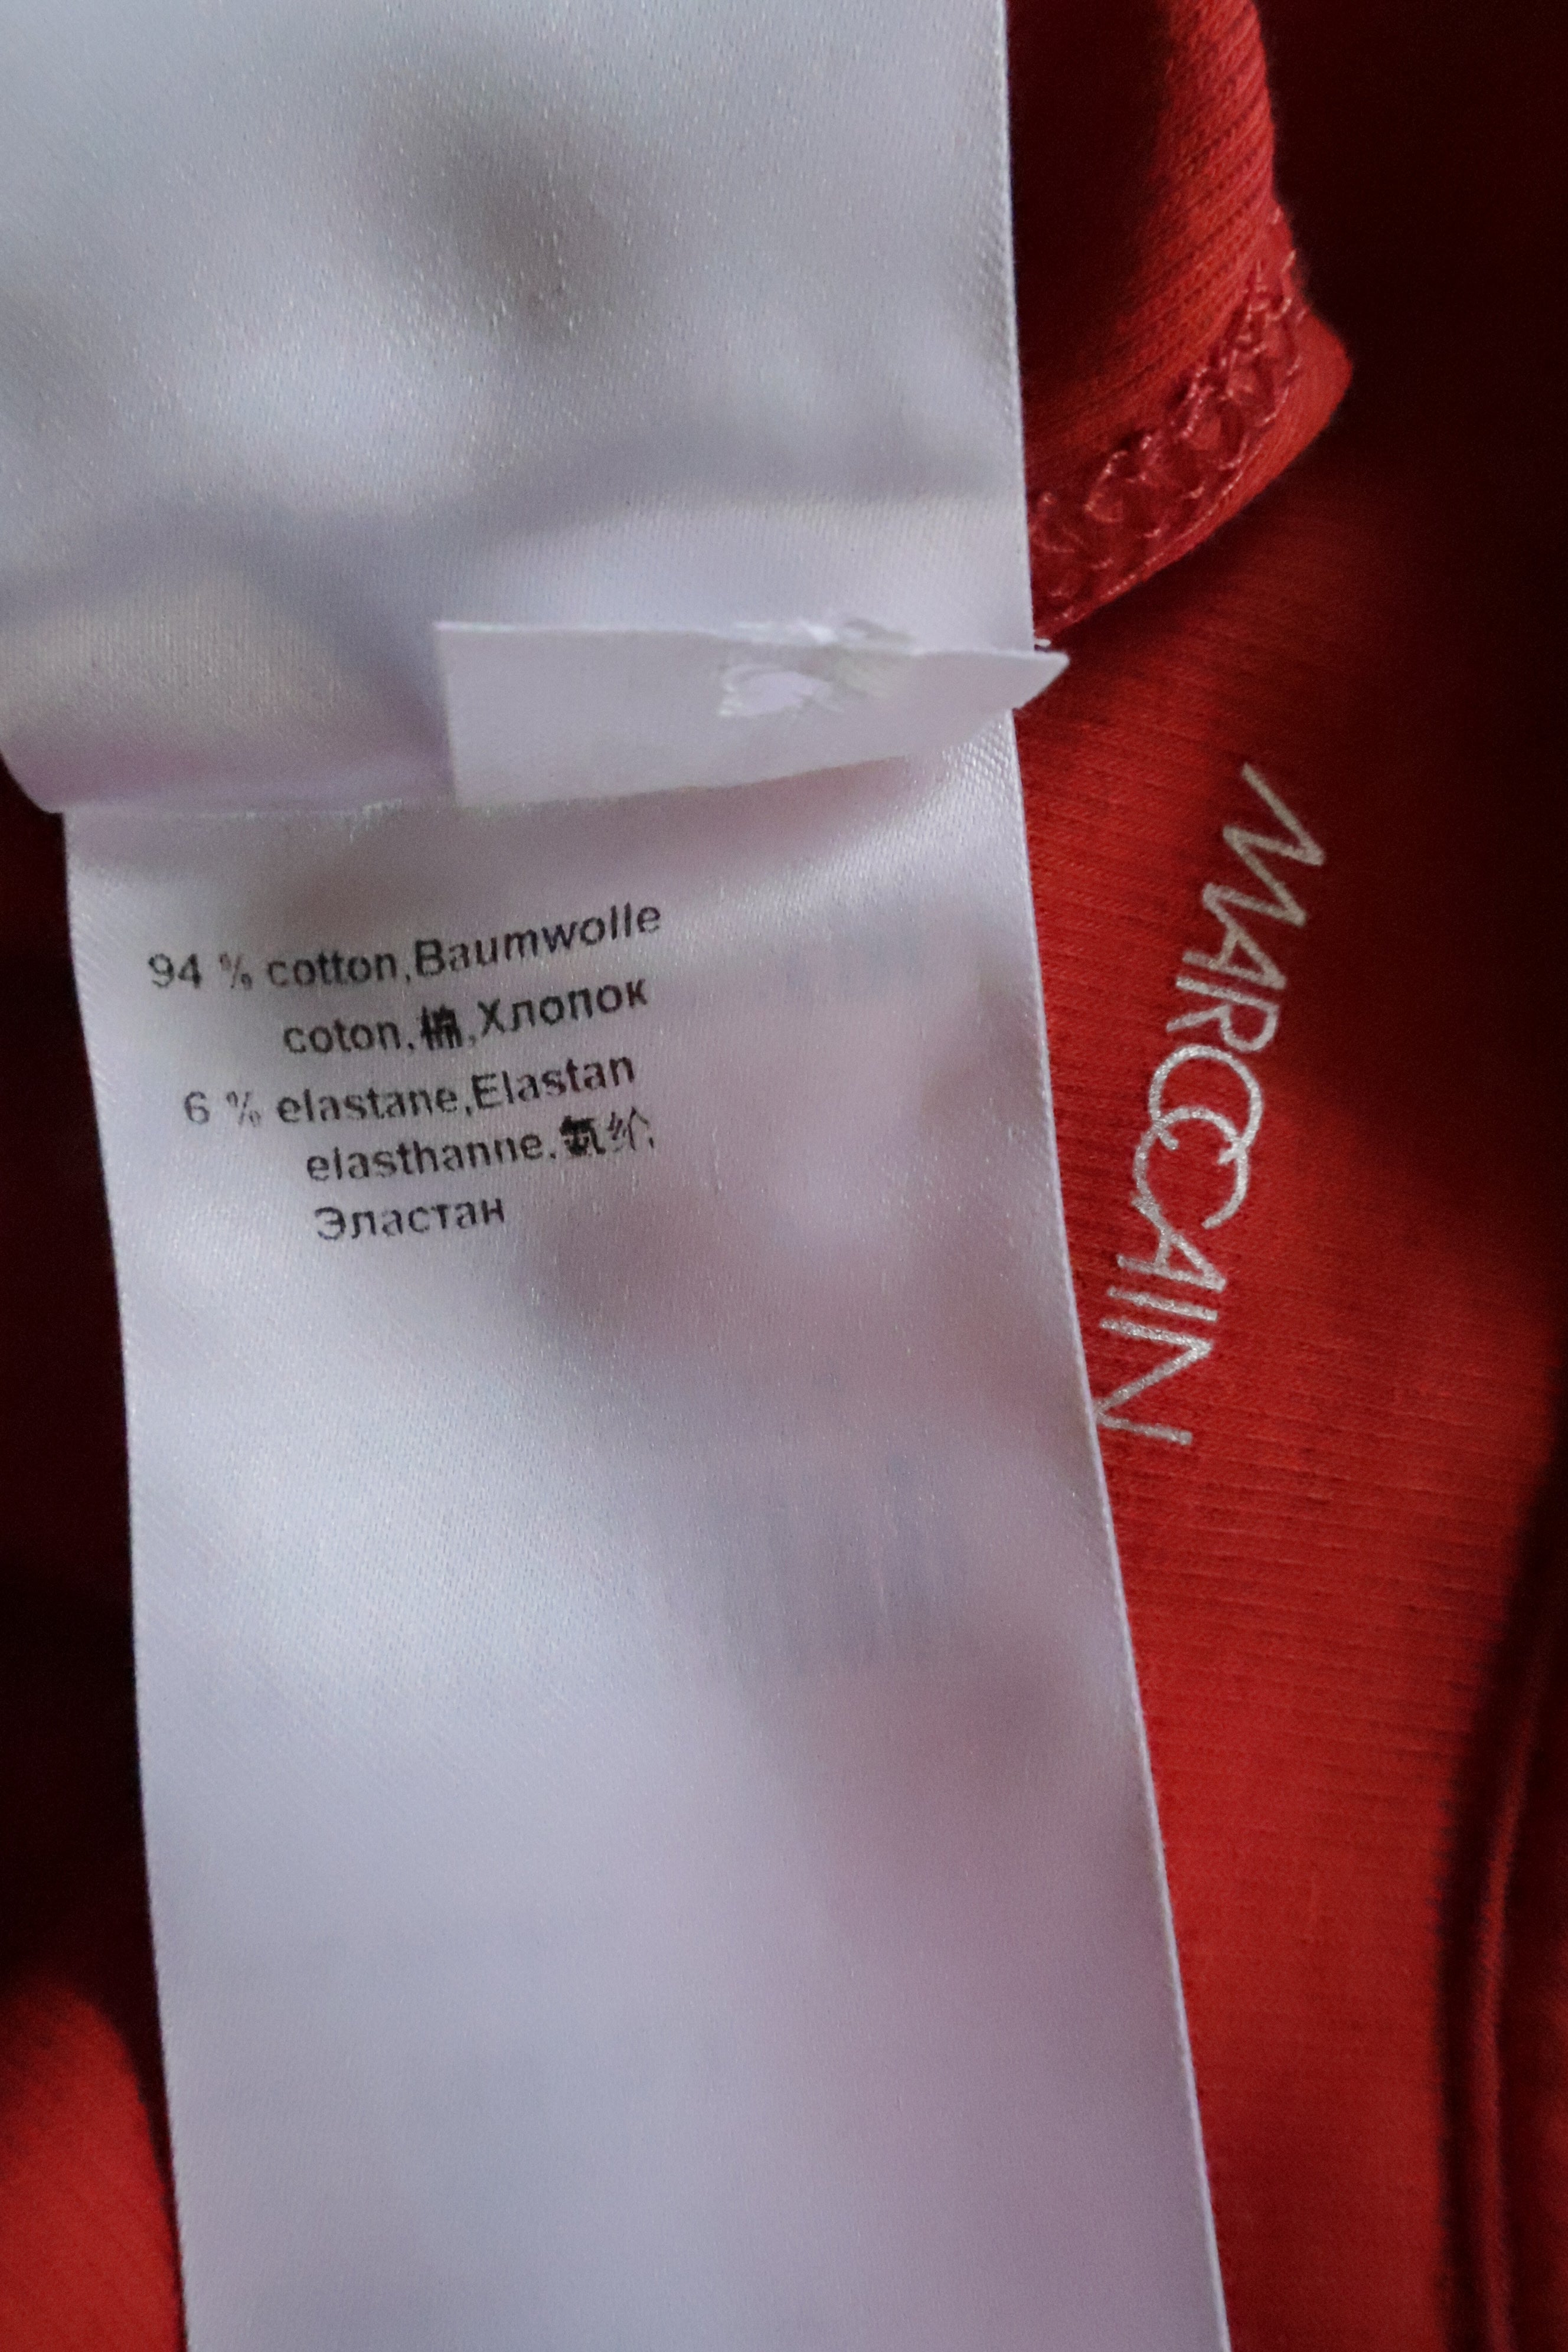 94 % cotton,Baumwolle
coton,棉,Хлопок
6 % elastane,Elastan
elasthanne,氨纶,
Эластан
MARCCAIN